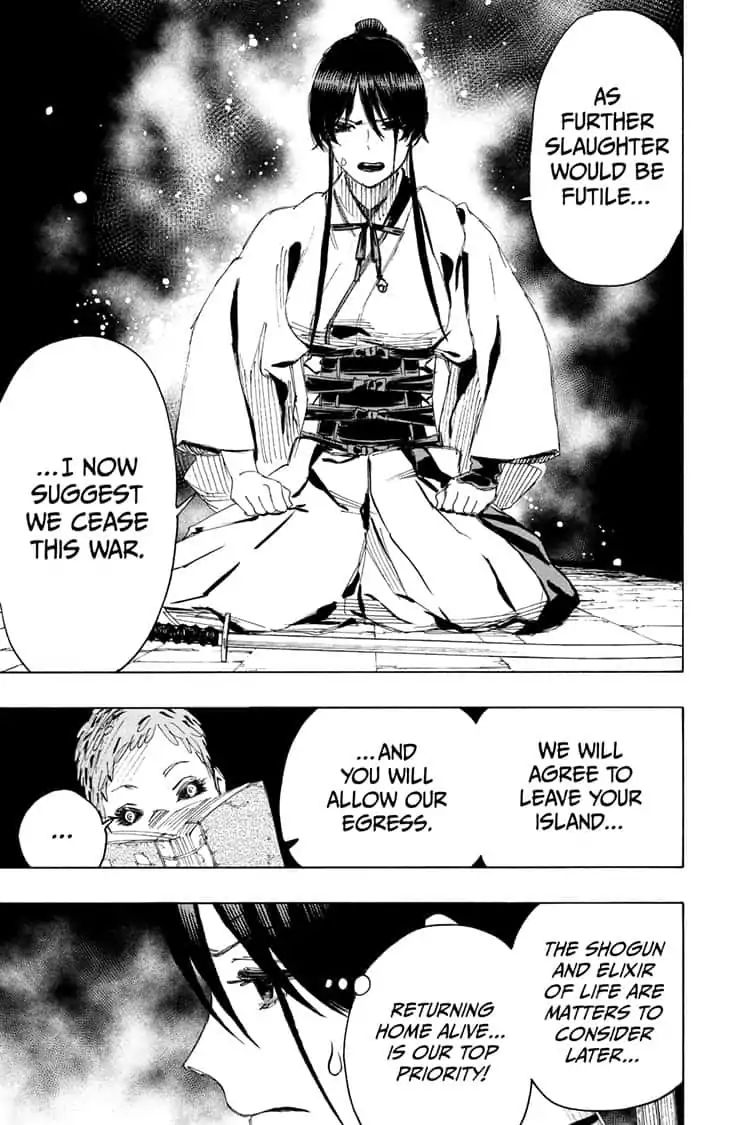 AS
FURTHER
SLAUGHTER
WOULD BE
FUTILE...
...I NOW
SUGGEST
WE CEASE
THIS WAR.
WE WILL
AGREE TO
LEAVE YOUR
ISLAND...
...AND
YOU WILL
ALLOW OUR
EGRESS.
...
THE SHOGUN
AND ELIXIR
OF LIFE ARE
MATTERS TO
CONSIDER
LATER...
RETURNING
HOME ALIVE...
IS OUR TOP
PRIORITY!